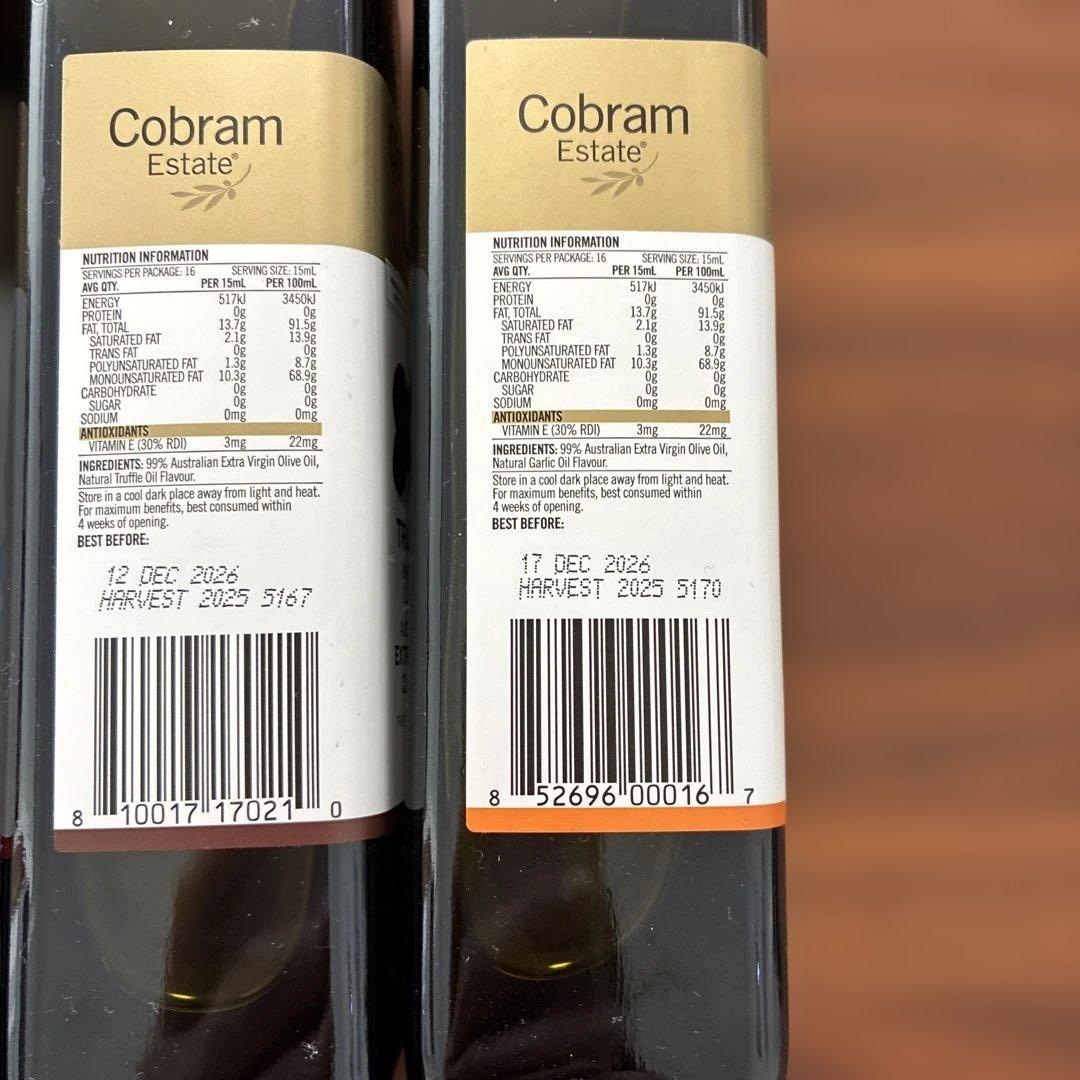 Cobram
Estate®
NUTRITION INFORMATION
SERVINGS PER PACKAGE: 16 SERVING SIZE: 15mL
AVG QTY. PER 15mL PER 100mL
ENERGY 517kJ 3450kJ
PROTEIN 0g 0g
FAT, TOTAL 13.7g 91.5g
SATURATED FAT 2.1g 13.9g
TRANS FAT 0g 0g
POLYUNSATURATED FAT 1.3g 8.7g
MONOUNSATURATED FAT 10.3g 68.9g
CARBOHYDRATE 0g 0g
SUGAR 0g 0g
SODIUM 0mg 0mg
ANTIOXIDANTS
VITAMIN E (30% RDI) 3mg 22mg
INGREDIENTS: 99% Australian Extra Virgin Olive Oil,
Natural Truffle Oil Flavour.
Store in a cool dark place away from light and heat.
For maximum benefits, best consumed within
4 weeks of opening.
BEST BEFORE:
12 DEC 2026
HARVEST 2025 5167
8 10017 17021 0
Cobram
Estate®
NUTRITION INFORMATION
SERVINGS PER PACKAGE: 16 SERVING SIZE: 15mL
AVG QTY. PER 15mL PER 100mL
ENERGY 517kJ 3450kJ
PROTEIN 0g 0g
FAT, TOTAL 13.7g 91.5g
SATURATED FAT 2.1g 13.9g
TRANS FAT 0g 0g
POLYUNSATURATED FAT 1.3g 8.7g
MONOUNSATURATED FAT 10.3g 68.9g
CARBOHYDRATE 0g 0g
SUGAR 0g 0g
SODIUM 0mg 0mg
ANTIOXIDANTS
VITAMIN E (30% RDI) 3mg 22mg
INGREDIENTS: 99% Australian Extra Virgin Olive Oil,
Natural Garlic Oil Flavour.
Store in a cool dark place away from light and heat.
For maximum benefits, best consumed within
4 weeks of opening.
BEST BEFORE:
17 DEC 2026
HARVEST 2025 5170
8 52696 00016 7